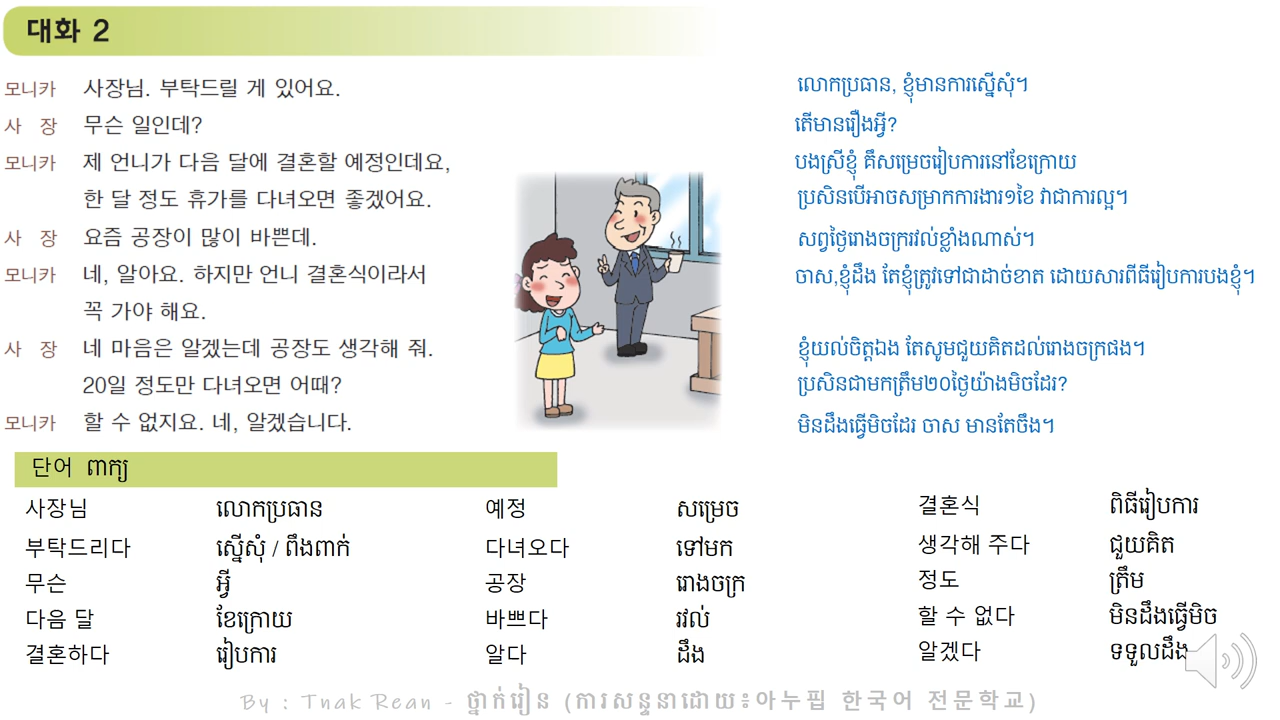 대화 2
모니카 사장님. 부탁드릴 게 있어요.
លោកប្រធាន, ខ្ញុំមានការស្នើសុំ។
사 장 무슨 일인데?
តើមានរឿងអ្វី?
모니카 제 언니가 다음 달에 결혼할 예정인데요,
បងស្រីខ្ញុំ គឺសម្រេចរៀបការនៅខែក្រោយ
한 달 정도 휴가를 다녀오면 좋겠어요.
ប្រសិនបើអាចសម្រាកការងារ១ខែ វាជាការល្អ។
사 장 요즘 공장이 많이 바쁜데.
សព្វថ្ងៃរោងចក្ររវល់ខ្លាំងណាស់។
모니카 네, 알아요. 하지만 언니 결혼식이라서
ចាស,ខ្ញុំដឹង តែខ្ញុំត្រូវទៅជាដាច់ខាត ដោយសារពីធីរៀបការបងខ្ញុំ។
꼭 가야 해요.
사 장 네 마음은 알겠는데 공장도 생각해 줘.
ខ្ញុំយល់ចិត្តឯង តែសូមជួយគិតដល់រោងចក្រផង។
20일 정도만 다녀오면 어때?
ប្រសិនជាមកត្រឹម២០ថ្ងៃយ៉ាងមិចដែរ?
모니카 할 수 없지요. 네, 알겠습니다.
មិនដឹងធ្វើមិចដែរ ចាស មានតែចឹង។
단어 ពាក្យ
사장님 លោកប្រធាន 예정 សម្រេច 결혼식 ពិធីរៀបការ
부탁드리다 ស្នើសុំ / ពឹងពាក់ 다녀오다 ទៅមក 생각해 주다 ជួយគិត
무슨 អ្វី 공장 រោងចក្រ 정도 ត្រឹម
다음 달 ខែក្រោយ 바쁘다 រវល់ 할 수 없다 មិនដឹងធ្វើមិច
결혼하다 រៀបការ 알다 ដឹង 알겠다 ទទួលដឹង
By : Tnak Rean - ថ្នាក់រៀន (ការសន្ទនាដោយ៖아누핍 한국어 전문학교)